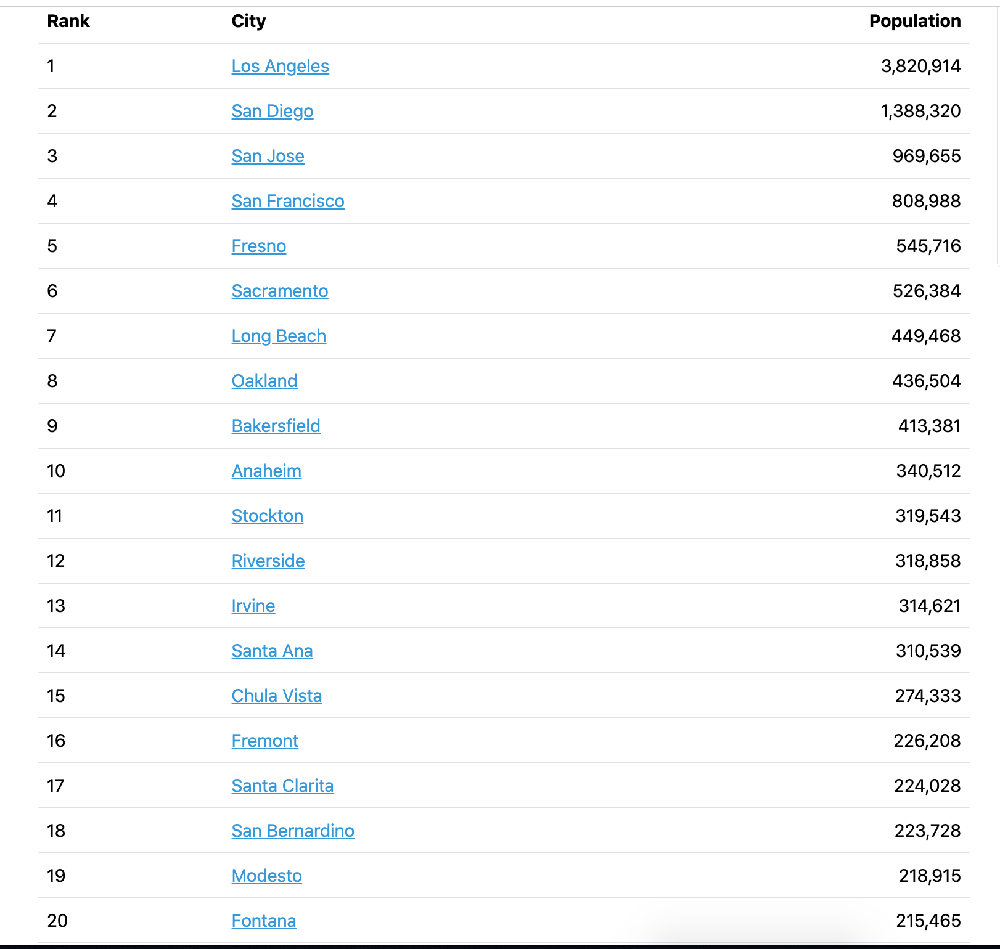 Rank City Population
1 Los Angeles 3,820,914
2 San Diego 1,388,320
3 San Jose 969,655
4 San Francisco 808,988
5 Fresno 545,716
6 Sacramento 526,384
7 Long Beach 449,468
8 Oakland 436,504
9 Bakersfield 413,381
10 Anaheim 340,512
11 Stockton 319,543
12 Riverside 318,858
13 Irvine 314,621
14 Santa Ana 310,539
15 Chula Vista 274,333
16 Fremont 226,208
17 Santa Clarita 224,028
18 San Bernardino 223,728
19 Modesto 218,915
20 Fontana 215,465